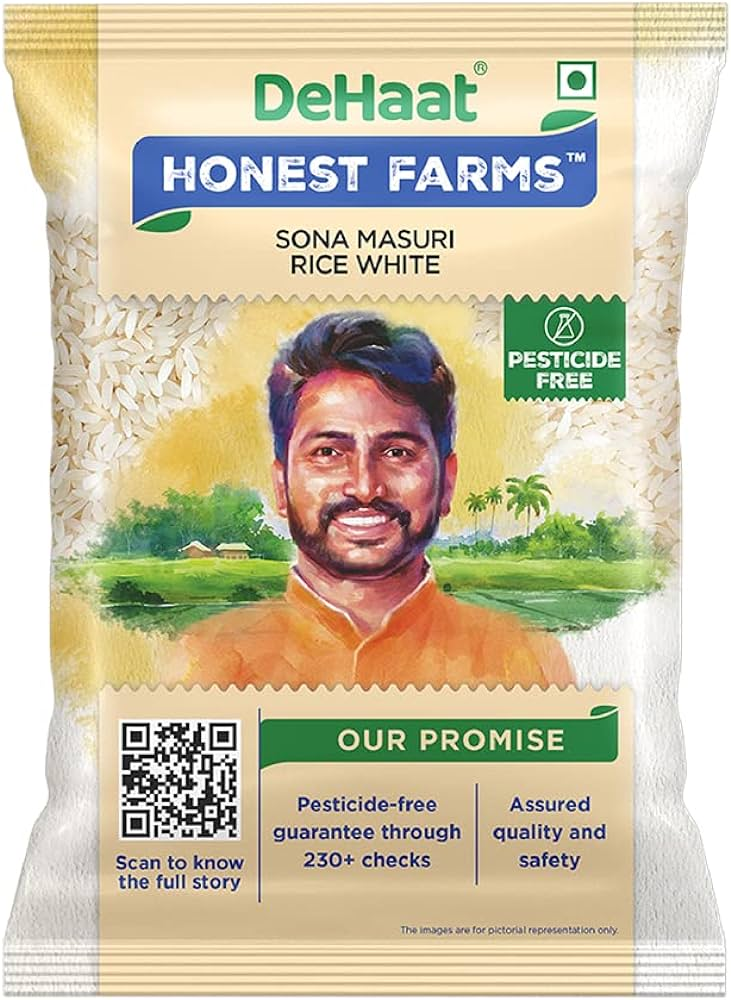 DeHaat®
HONEST FARMS™
SONA MASURI
RICE WHITE
PESTICIDE
FREE
OUR PROMISE
Pesticide-free
guarantee through
230+ checks
Assured
quality and
safety
Scan to know
the full story
The images are for pictorial representation only.